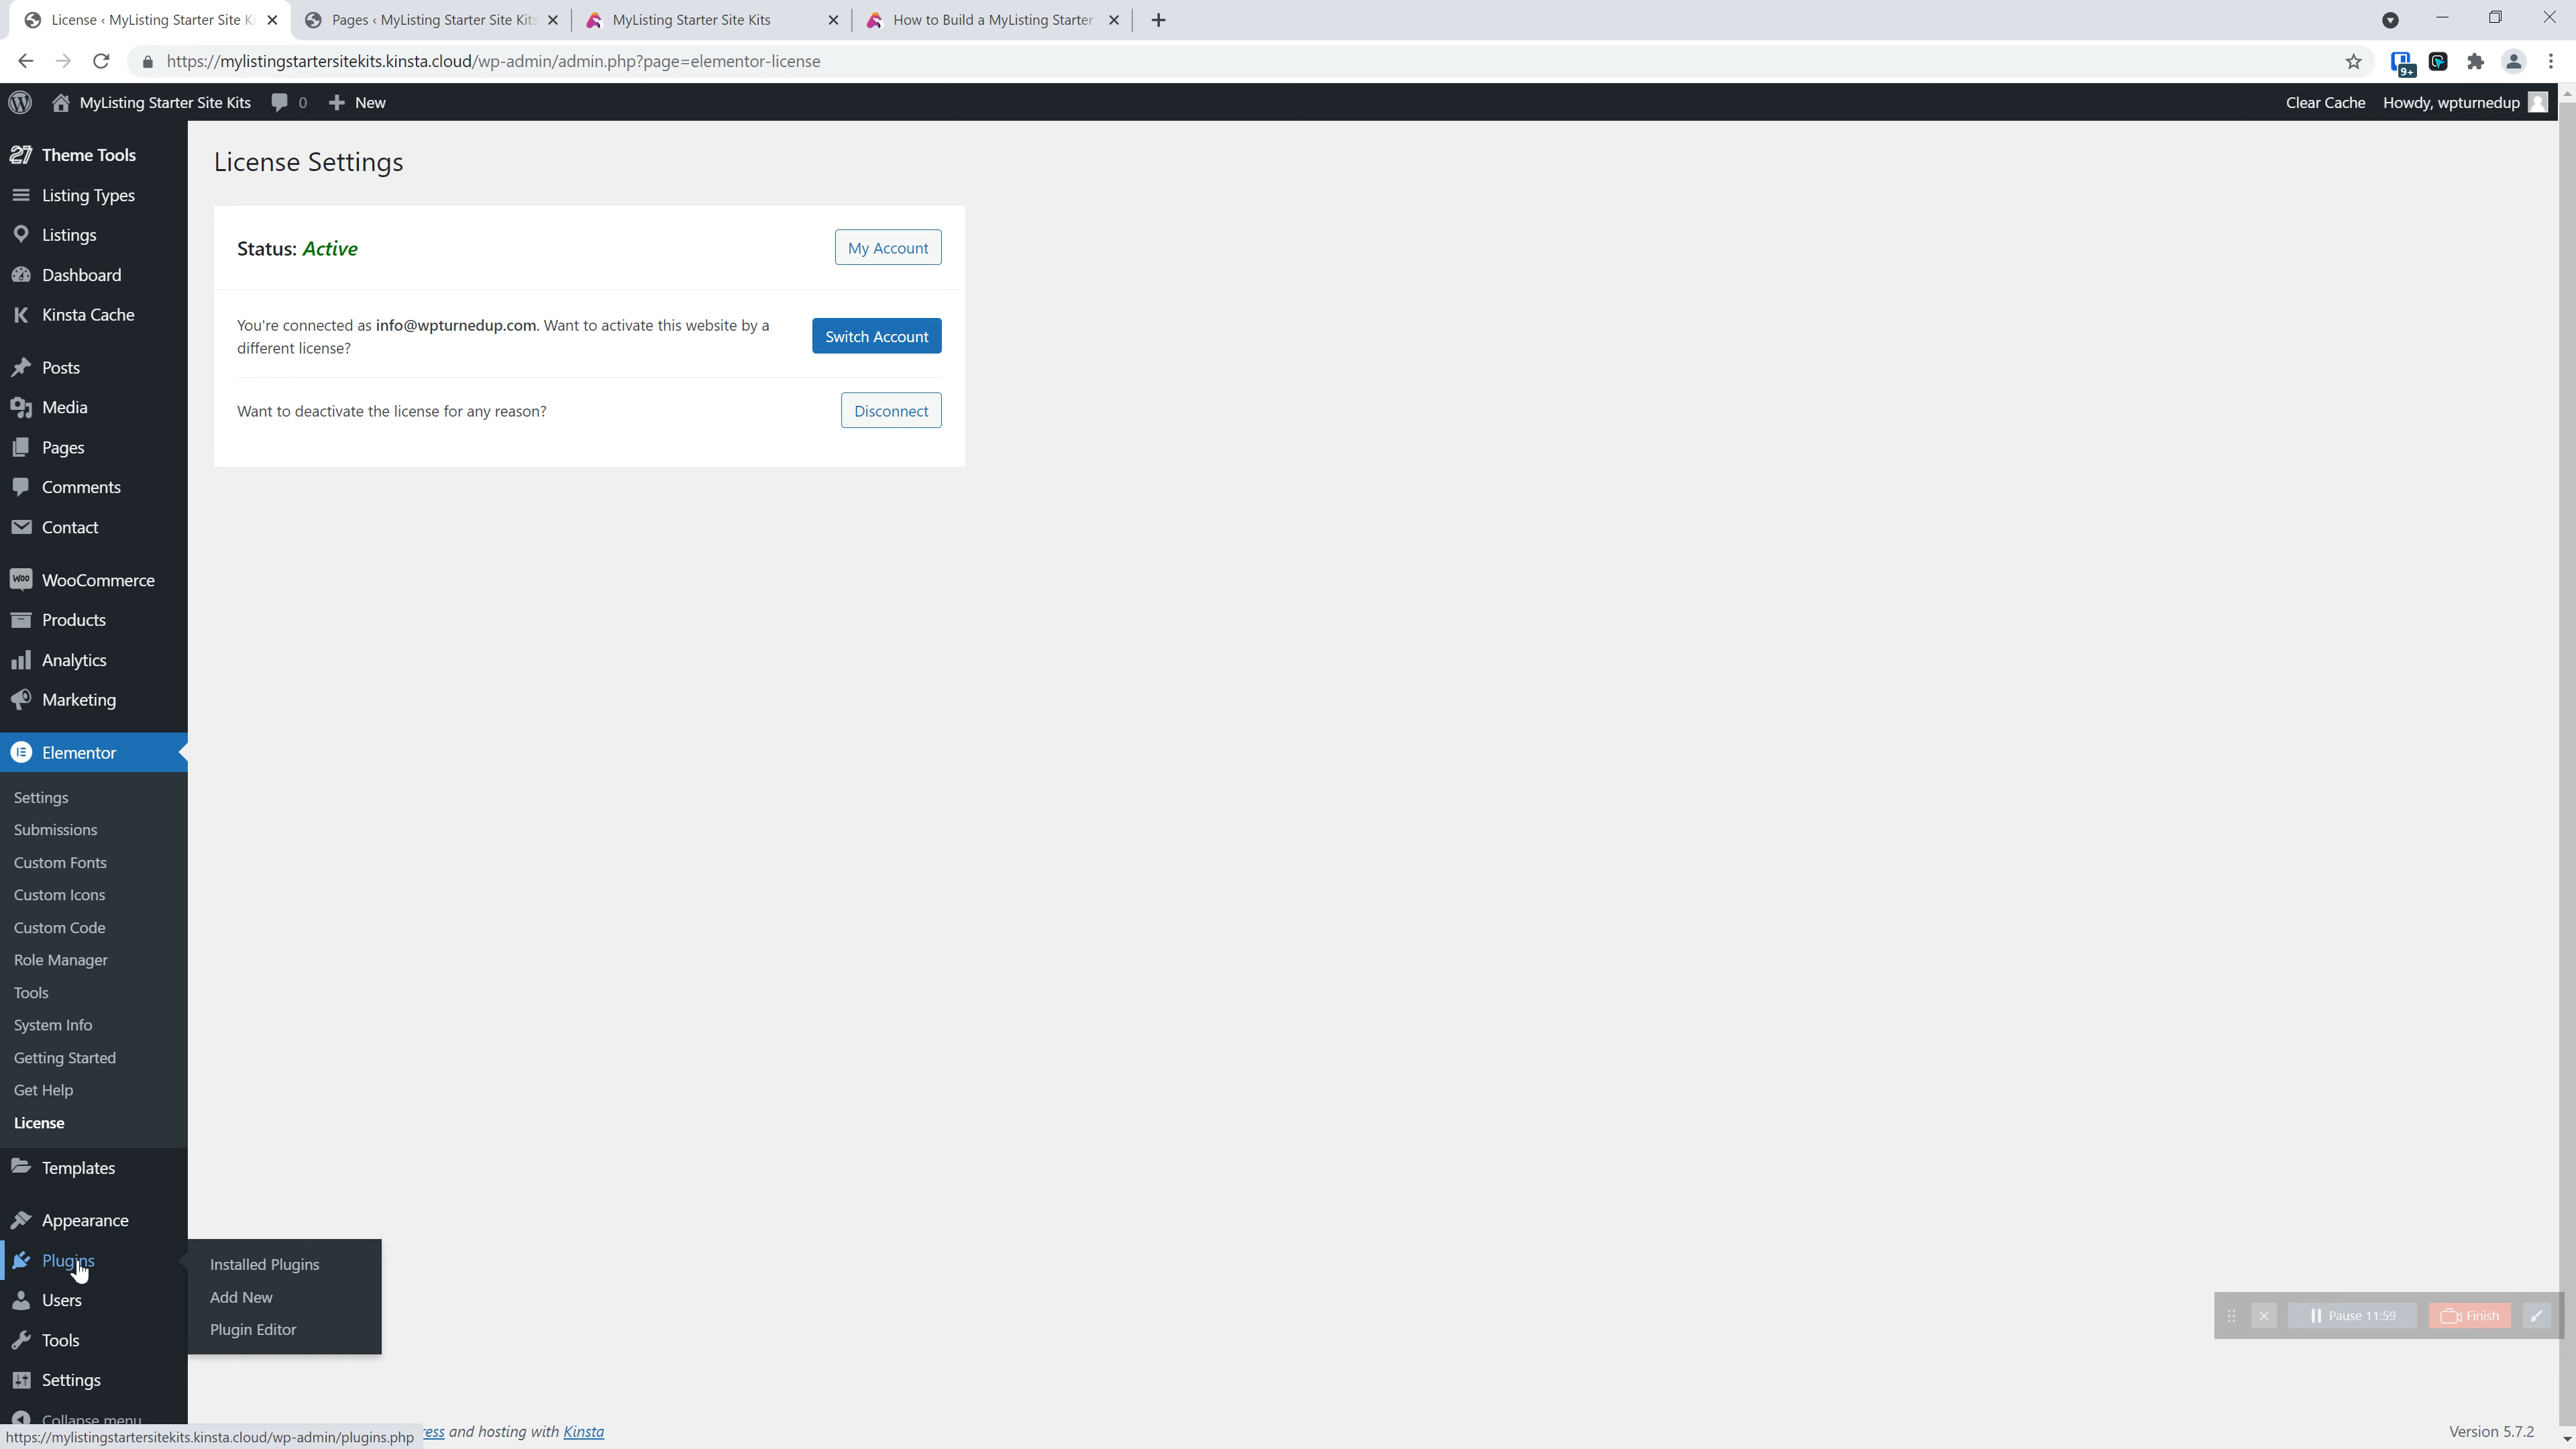 License ‹ MyListing Starter Site Ki
Pages ‹ MyListing Starter Site Kits
MyListing Starter Site Kits
How to Build a MyListing Starter
https://mylistingstartersitekits.kinsta.cloud/wp-admin/admin.php?page=elementor-license
9+
MyListing Starter Site Kits
0
New
Clear Cache
Howdy, wpturnedup
27 Theme Tools
Listing Types
Listings
Dashboard
K Kinsta Cache
Posts
Media
Pages
Comments
Contact
Woo WooCommerce
Products
Analytics
Marketing
Elementor
Settings
Submissions
Custom Fonts
Custom Icons
Custom Code
Role Manager
Tools
System Info
Getting Started
Get Help
License
Templates
Appearance
Plugins
Users
Tools
Settings
Collapse menu
Installed Plugins
Add New
Plugin Editor
License Settings
Status: Active
My Account
You're connected as info@wpturnedup.com. Want to activate this website by a
different license?
Switch Account
Want to deactivate the license for any reason?
Disconnect
Pause 11:59
Finish
https://mylistingstartersitekits.kinsta.cloud/wp-admin/plugins.php
ress and hosting with Kinsta
Version 5.7.2